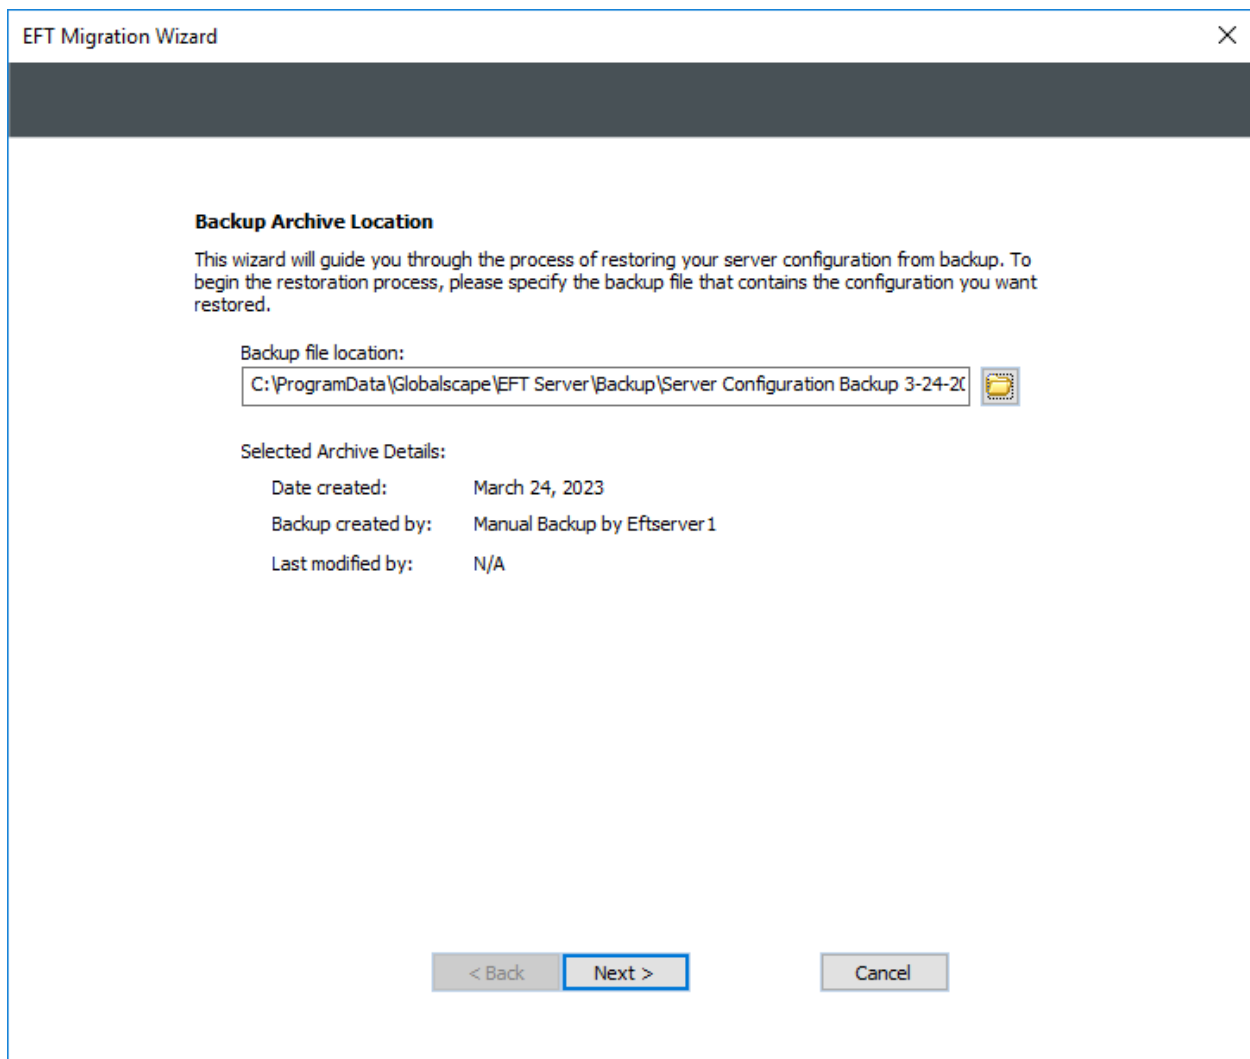 EFT Migration Wizard
Backup Archive Location
This wizard will guide you through the process of restoring your server configuration from backup. To
begin the restoration process, please specify the backup file that contains the configuration you want
restored.
Backup file location:
C:\ProgramData\Globalscape\EFT Server\Backup\Server Configuration Backup 3-24-20
Selected Archive Details:
Date created: March 24, 2023
Backup created by: Manual Backup by Eftserver1
Last modified by: N/A
< Back Next > Cancel